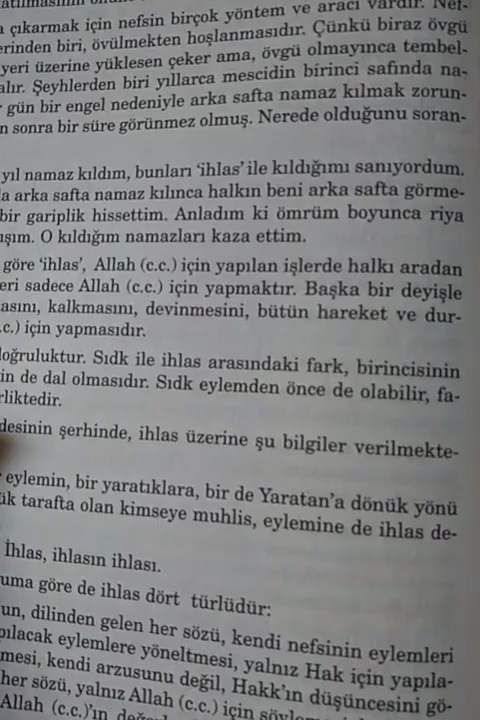 çıkarmak için nefsin birçok yöntem ve aracı vardır. Nef-
erinden biri, övülmekten hoşlanmasıdır. Çünkü biraz övgü
yeri üzerine yüklesen çeker ama, övgü olmayınca tembel-
alır. Şeyhlerden biri yıllarca mescidin birinci safında na-
gün bir engel nedeniyle arka safta namaz kılmak zorun-
n sonra bir süre görünmez olmuş. Nerede olduğunu soran-
yıl namaz kıldım, bunları ‘ihlas’ ile kıldığımı sanıyordum.
a arka safta namaz kılınca halkın beni arka safta görme-
bir gariplik hissettim. Anladım ki ömrüm boyunca riya
ışım. O kıldığım namazları kaza ettim.
göre ‘ihlas’, Allah (c.c.) için yapılan işlerde halkı aradan
eri sadece Allah (c.c.) için yapmaktır. Başka bir deyişle
asını, kalkmasını, devinmesini, bütün hareket ve dur-
.c.) için yapmasıdır.
loğruluktur. Sıdk ile ihlas arasındaki fark, birincisinin
in de dal olmasıdır. Sıdk eylemden önce de olabilir, fa-
rliktedir.
desinin şerhinde, ihlas üzerine şu bilgiler verilmekte-
eylemin, bir yaratıklara, bir de Yaratan’a dönük yönü
ük tarafta olan kimseye muhlis, eylemine de ihlas de-
İhlas, ihlasın ihlası.
uma göre de ihlas dört türlüdür:
un, dilinden gelen her sözü, kendi nefsinin eylemleri
pılacak eylemlere yöneltmesi, yalnız Hak için yapıla-
mesi, kendi arzusunu değil, Hakk’ın düşüncesini gö-
her sözü, yalnız Allah (c.c.) için
Allah (c.c.)’ın